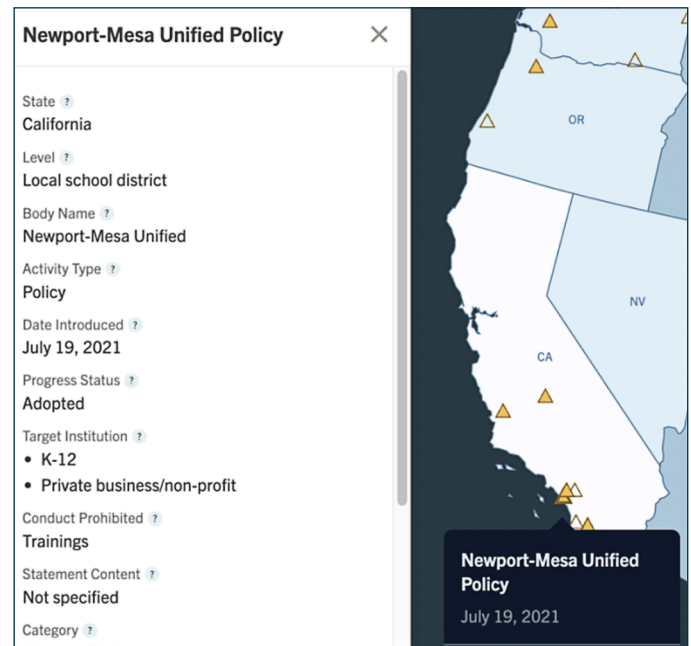 Newport-Mesa Unified Policy
State ?
California
Level ?
Local school district
Body Name ?
Newport-Mesa Unified
Activity Type ?
Policy
Date Introduced ?
July 19, 2021
Progress Status ?
Adopted
Target Institution ?
• K-12
• Private business/non-profit
Conduct Prohibited ?
Trainings
Statement Content ?
Not specified
Category ?
OR
NV
CA
Newport-Mesa Unified
Policy
July 19, 2021